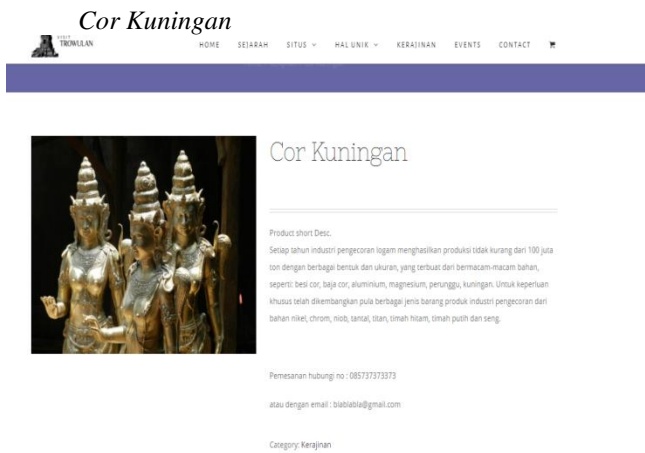 Cor Kuningan
VISIT
TROWULAN
HOME SEJARAH SITUS HAL UNIK KERAJINAN EVENTS CONTACT
Cor Kuningan
Product short Desc.
Setiap tahun industri pengecoran logam menghasilkan produksi tidak kurang dari 100 juta
ton dengan berbagai bentuk dan ukuran, yang terbuat dari bermacam-macam bahan,
seperti: besi cor, baja cor, aluminium, magnesium, perunggu, kuningan. Untuk keperluan
khusus telah dikembangkan pula berbagai jenis barang produk industri pengecoran dari
bahan nikel, chrom, niob, tantal, titan, timah hitam, timah putih dan seng.
Pemesanan hubungi no : 085737373373
atau dengan email : blablabla@gmail.com
Category: Kerajinan